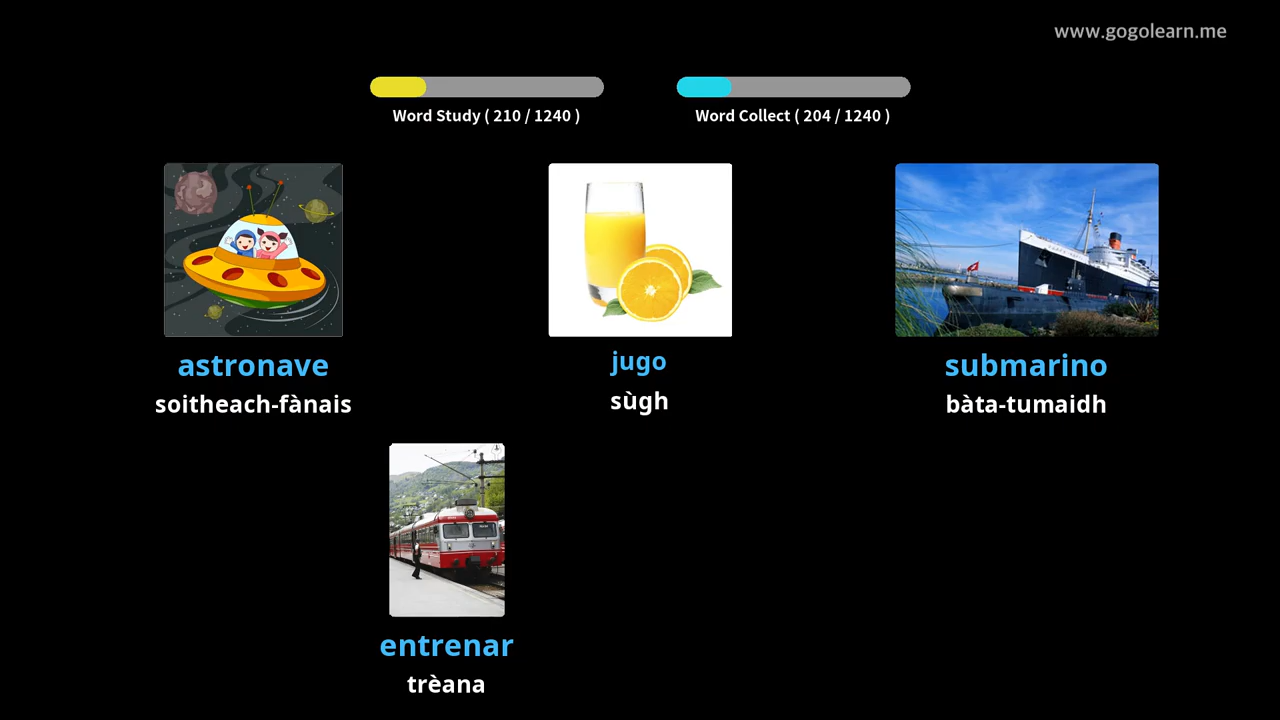 www.gogolearn.me
Word Study ( 210 / 1240 )
Word Collect ( 204 / 1240 )
astronave
soitheach-fànais
jugo
sùgh
submarino
bàta-tumaidh
entrenar
trèana